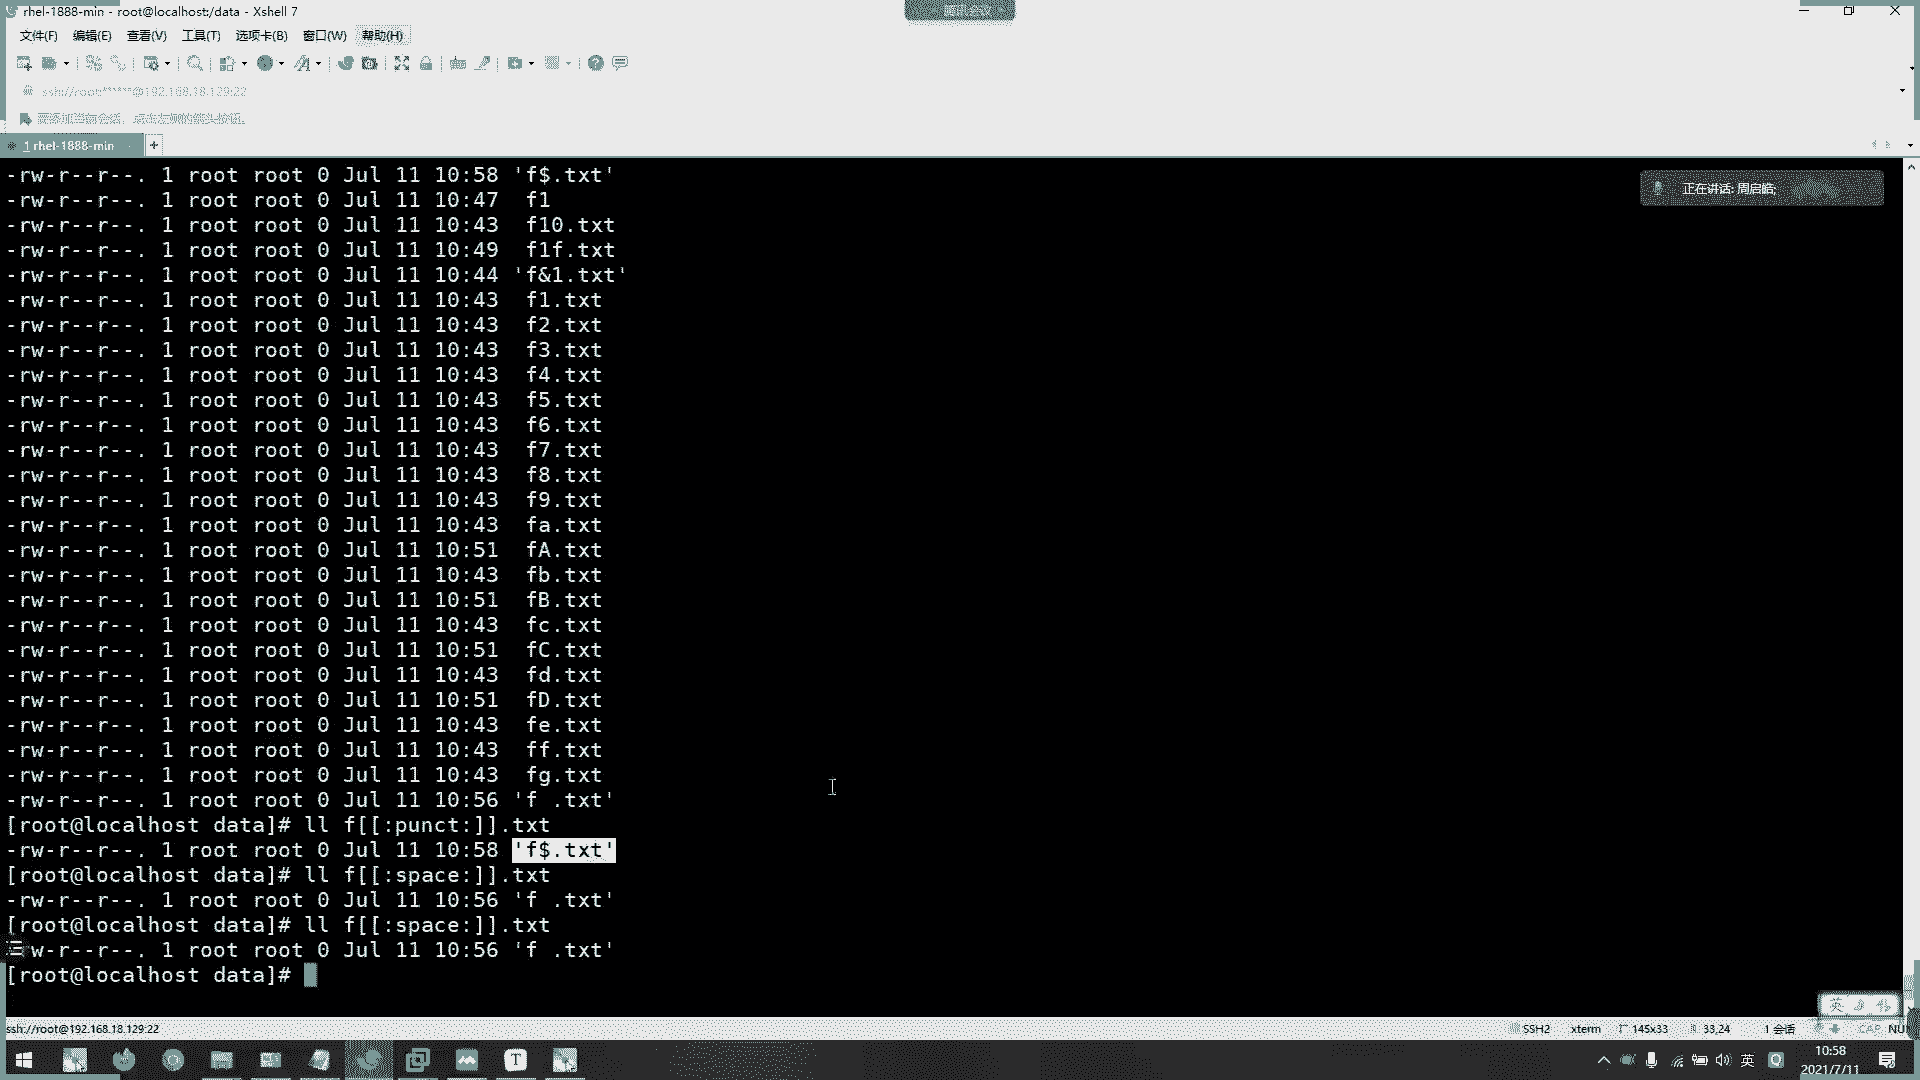 rhel-1888-min - root@localhost:/data - Xshell 7
文件(F) 编辑(E) 查看(V) 工具(T) 选项卡(B) 窗口(W) 帮助(H)
ssh://root:*****@192.168.18.129:22
要添加当前会话，点击左侧的箭头按钮。
1 rhel-1888-min
腾讯会议
正在讲话: 周启皓;
-rw-r--r--. 1 root root 0 Jul 11 10:58 'f$.txt'
-rw-r--r--. 1 root root 0 Jul 11 10:47  f1
-rw-r--r--. 1 root root 0 Jul 11 10:43  f10.txt
-rw-r--r--. 1 root root 0 Jul 11 10:49  f1f.txt
-rw-r--r--. 1 root root 0 Jul 11 10:44 'f&1.txt'
-rw-r--r--. 1 root root 0 Jul 11 10:43  f1.txt
-rw-r--r--. 1 root root 0 Jul 11 10:43  f2.txt
-rw-r--r--. 1 root root 0 Jul 11 10:43  f3.txt
-rw-r--r--. 1 root root 0 Jul 11 10:43  f4.txt
-rw-r--r--. 1 root root 0 Jul 11 10:43  f5.txt
-rw-r--r--. 1 root root 0 Jul 11 10:43  f6.txt
-rw-r--r--. 1 root root 0 Jul 11 10:43  f7.txt
-rw-r--r--. 1 root root 0 Jul 11 10:43  f8.txt
-rw-r--r--. 1 root root 0 Jul 11 10:43  f9.txt
-rw-r--r--. 1 root root 0 Jul 11 10:43  fa.txt
-rw-r--r--. 1 root root 0 Jul 11 10:51  fA.txt
-rw-r--r--. 1 root root 0 Jul 11 10:43  fb.txt
-rw-r--r--. 1 root root 0 Jul 11 10:51  fB.txt
-rw-r--r--. 1 root root 0 Jul 11 10:43  fc.txt
-rw-r--r--. 1 root root 0 Jul 11 10:51  fC.txt
-rw-r--r--. 1 root root 0 Jul 11 10:43  fd.txt
-rw-r--r--. 1 root root 0 Jul 11 10:51  fD.txt
-rw-r--r--. 1 root root 0 Jul 11 10:43  fe.txt
-rw-r--r--. 1 root root 0 Jul 11 10:43  ff.txt
-rw-r--r--. 1 root root 0 Jul 11 10:43  fg.txt
-rw-r--r--. 1 root root 0 Jul 11 10:56 'f .txt'
[root@localhost data]# ll f[[:punct:]].txt
-rw-r--r--. 1 root root 0 Jul 11 10:58 'f$.txt'
[root@localhost data]# ll f[[:space:]].txt
-rw-r--r--. 1 root root 0 Jul 11 10:56 'f .txt'
[root@localhost data]# ll f[[:space:]].txt
w-r--r--. 1 root root 0 Jul 11 10:56 'f .txt'
[root@localhost data]#
英
ssh://root@192.168.18.129:22 SSH2 xterm 145x33 33,24 1 会话 CAP NUM
英 10:58
2021/7/11